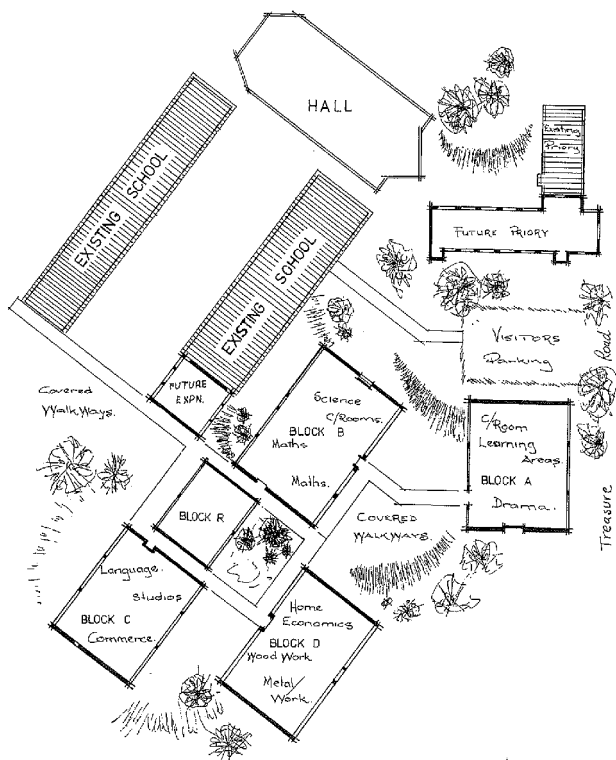 HALL
EXISTING SCHOOL
EXISTING SCHOOL
Existing
Priory
FUTURE PRIORY
VISITORS
Parking
Treasure Road
FUTURE
EXPN.
Covered
Walk Ways.
Science
C/Rooms.
BLOCK B
Maths
Maths.
C/Room
Learning
Areas.
BLOCK A
Drama.
BLOCK R
COVERED
WALKWAYS.
Language.
Studios
BLOCK C
Commerce.
Home
Economics
BLOCK D
Wood Work
Metal
Work.